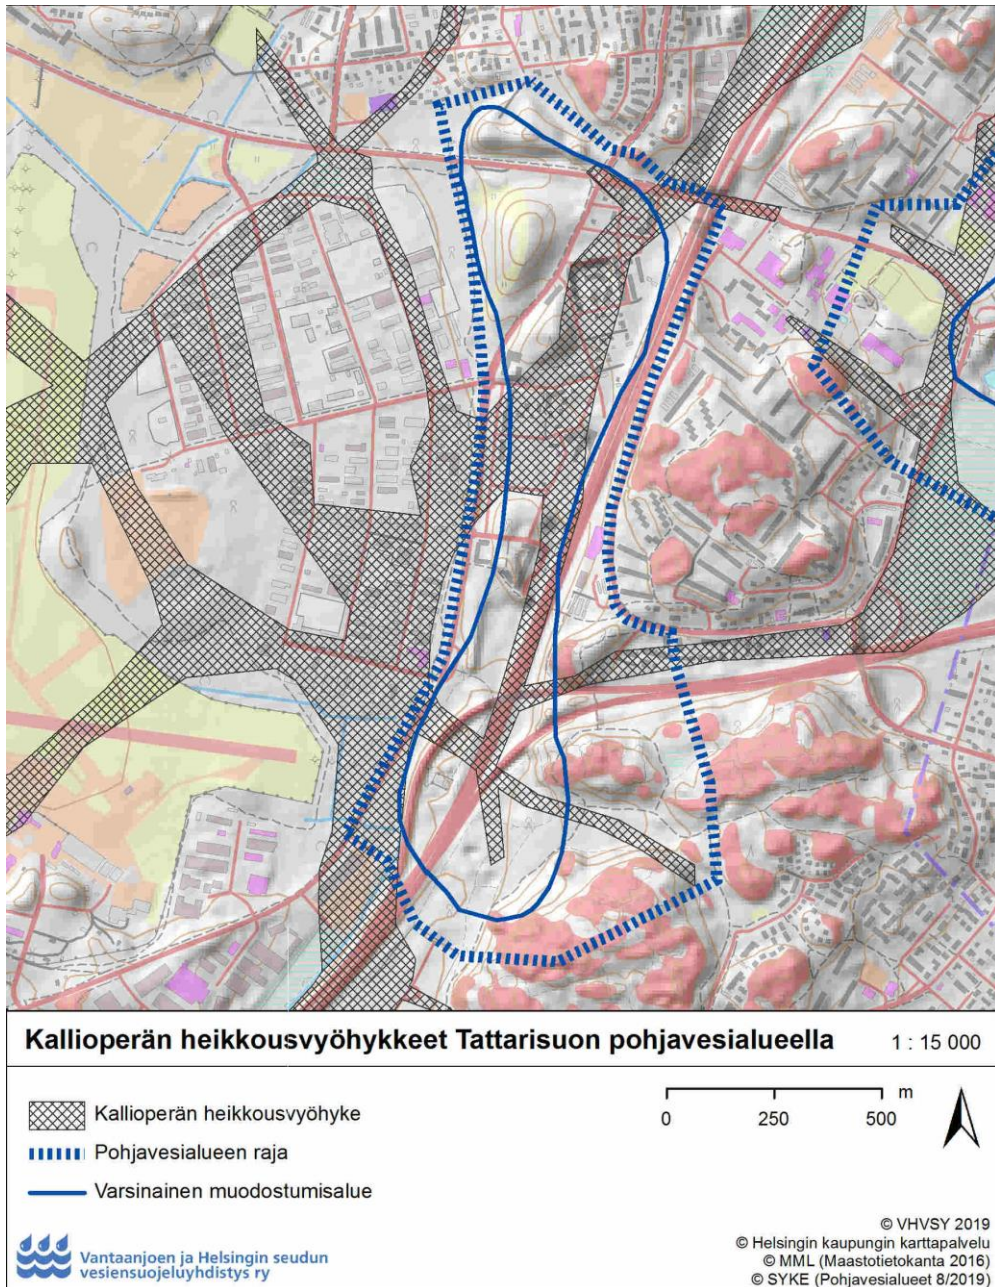 Kallioperän heikkousvyöhykkeet Tattarisuon pohjavesialueella 1 : 15 000
Kallioperän heikkousvyöhyke
Pohjavesialueen raja
Varsinainen muodostumisalue
m
0 250 500
© VHVSY 2019
© Helsingin kaupungin karttapalvelu
© MML (Maastotietokanta 2016)
© SYKE (Pohjavesialueet 8/2019)
Vantaanjoen ja Helsingin seudun
vesiensuojeluyhdistys ry